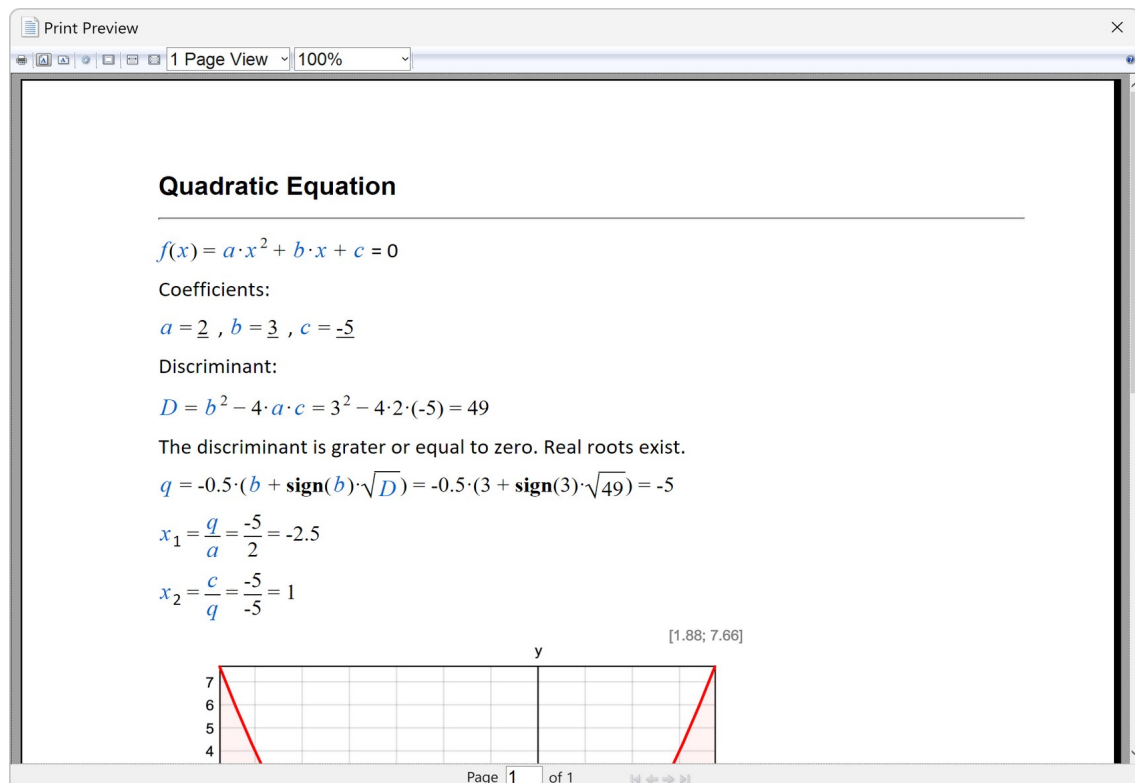 Print Preview
1 Page View 100%
Quadratic Equation
f(x) = a·x² + b·x + c = 0
Coefficients:
a = 2 , b = 3 , c = -5
Discriminant:
D = b² − 4·a·c = 3² − 4·2·(-5) = 49
The discriminant is grater or equal to zero. Real roots exist.
q = -0.5·(b + sign(b)·√D) = -0.5·(3 + sign(3)·√49) = -5
x₁ = q/a = -5/2 = -2.5
x₂ = c/q = -5/-5 = 1
[1.88; 7.66]
y
7
6
5
4
Page 1 of 1